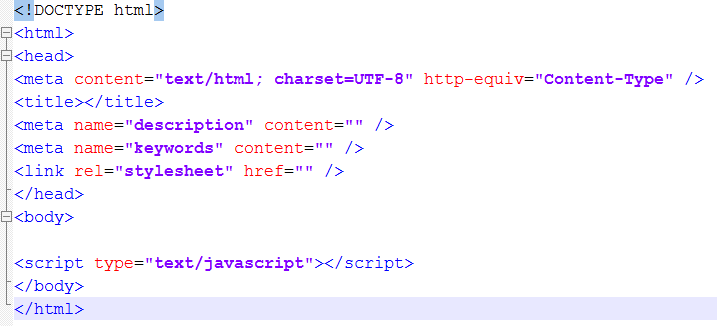 <!DOCTYPE html>
<html>
<head>
<meta content="text/html; charset=UTF-8" http-equiv="Content-Type" />
<title></title>
<meta name="description" content="" />
<meta name="keywords" content="" />
<link rel="stylesheet" href="" />
</head>
<body>
<script type="text/javascript"></script>
</body>
</html>